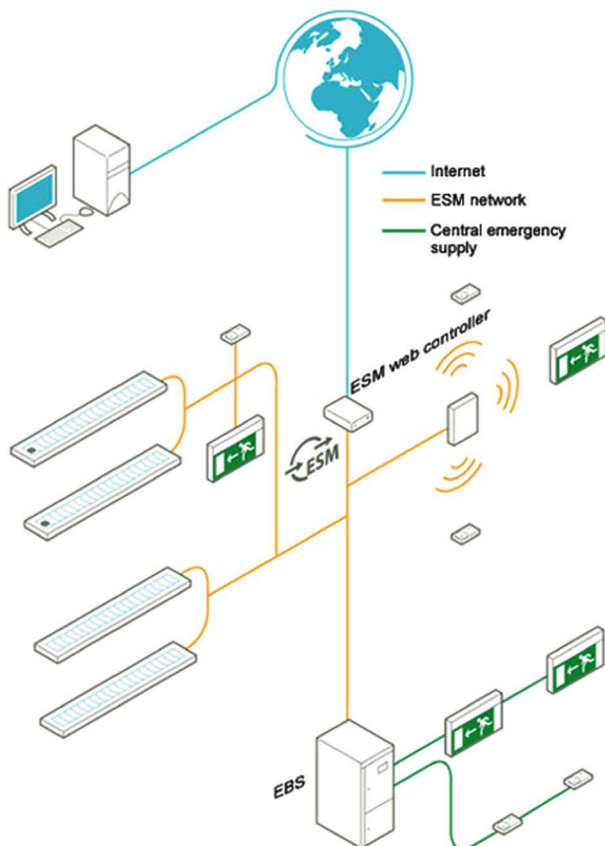 Internet
ESM network
Central emergency
supply
ESM web controller
ESM
EBS